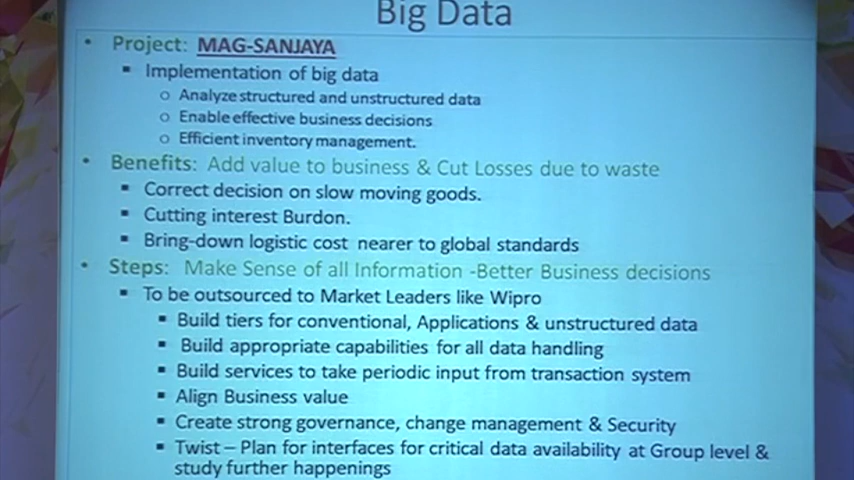 Big Data
• Project: MAG-SANJAYA
▪ Implementation of big data
○ Analyze structured and unstructured data
○ Enable effective business decisions
○ Efficient inventory management.
• Benefits: Add value to business & Cut Losses due to waste
▪ Correct decision on slow moving goods.
▪ Cutting interest Burdon.
▪ Bring-down logistic cost nearer to global standards
• Steps: Make Sense of all Information -Better Business decisions
▪ To be outsourced to Market Leaders like Wipro
▪ Build tiers for conventional, Applications & unstructured data
▪ Build appropriate capabilities for all data handling
▪ Build services to take periodic input from transaction system
▪ Align Business value
▪ Create strong governance, change management & Security
▪ Twist – Plan for interfaces for critical data availability at Group level &
study further happenings